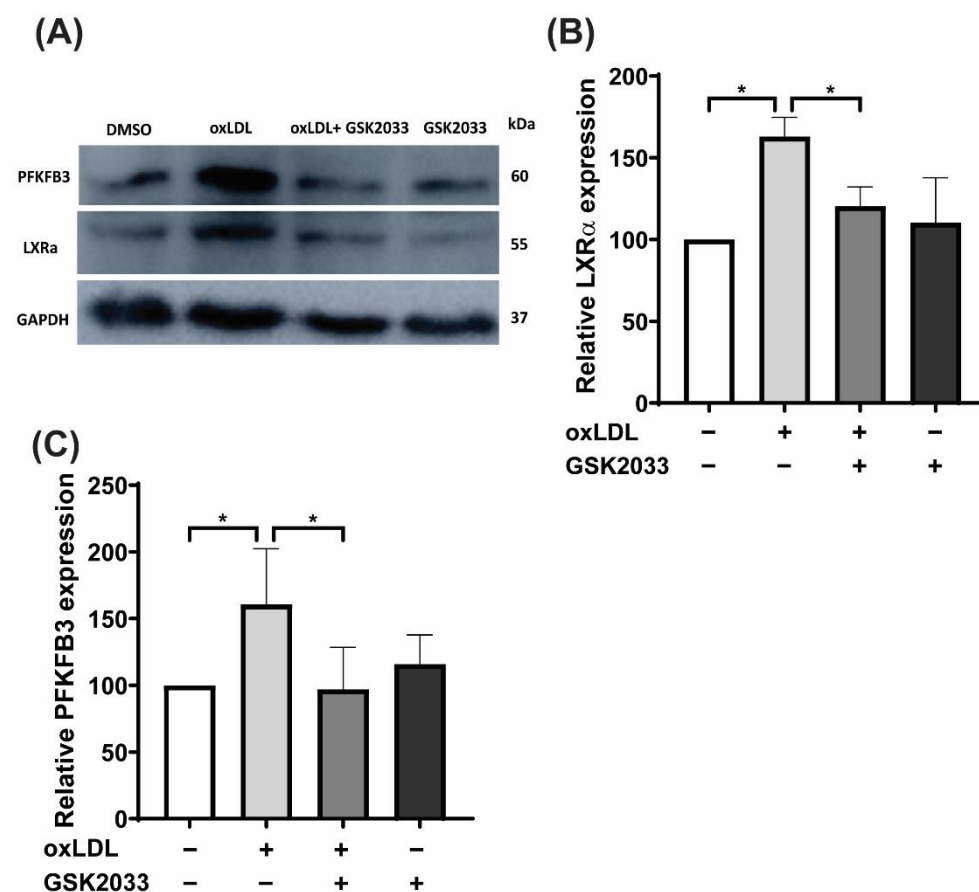 (A)
DMSO oxLDL oxLDL+ GSK2033 GSK2033 kDa
PFKFB3 60
LXRa 55
GAPDH 37
(B)
Relative LXRα expression
200
150
100
50
0
* *
oxLDL – + + –
GSK2033 – – + +
(C)
Relative PFKFB3 expression
250
200
150
100
50
0
* *
oxLDL – + + –
GSK2033 – – + +